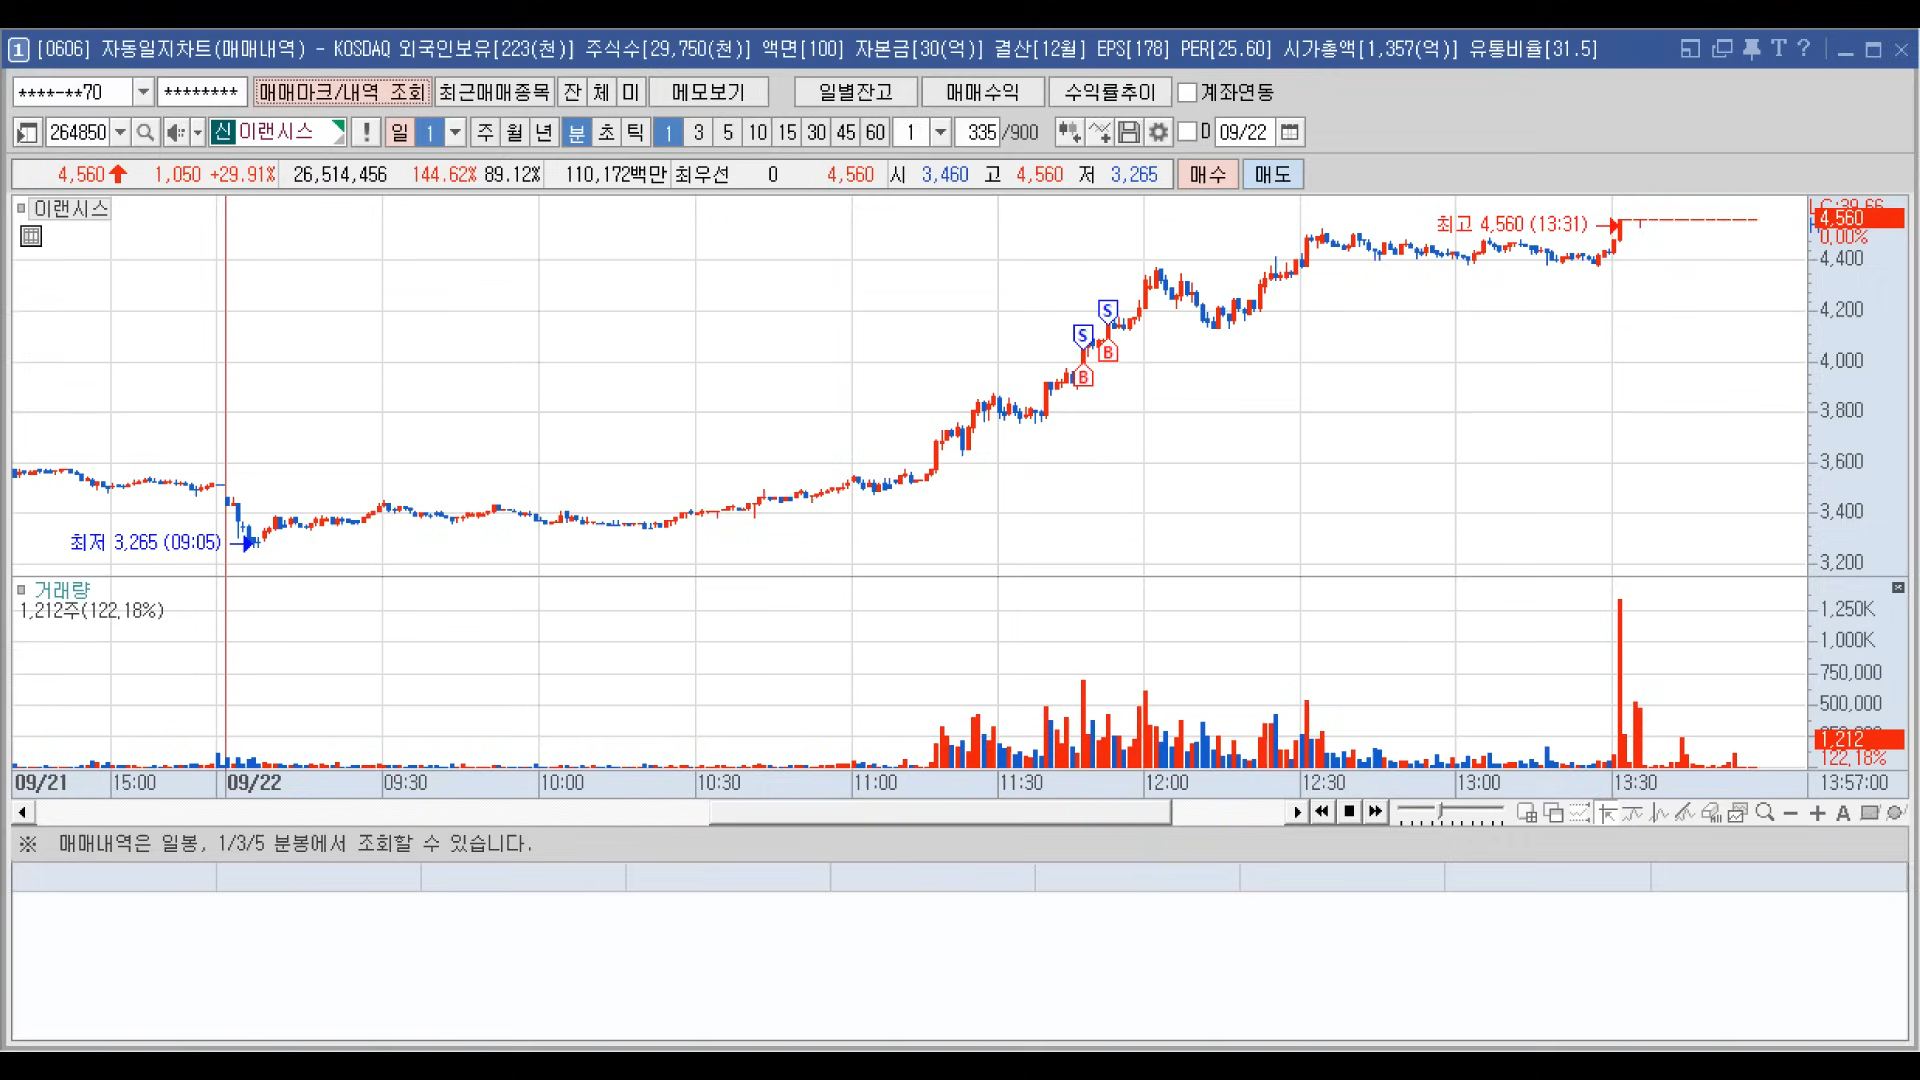 1 [0606] 자동일지차트(매매내역) - KOSDAQ 외국인보유[223(천)] 주식수[29,750(천)] 액면[100] 자본금[30(억)] 결산[12월] EPS[178] PER[25.60] 시가총액[1,357(억)] 유통비율[31.5] T ?
****-**70 ******** 매매마크/내역 조회 최근매매종목 잔 체 미 메모보기 일별잔고 매매수익 수익률추이 계좌연동
264850 신 이랜시스 ! 일 1 주 월 년 분 초 틱 1 3 5 10 15 30 45 60 1 335 /900 D 09/22
4,560 1,050 +29.91% 26,514,456 144.62% 89.12% 110,172백만 최우선 0 4,560 시 3,460 고 4,560 저 3,265 매수 매도
이랜시스
최고 4,560 (13:31)
4,560
0,00%
4,400
4,200
S
S
B
B
4,000
3,800
3,600
3,400
최저 3,265 (09:05)
3,200
거래량
1,212주(122,18%)
1,250K
1,000K
750,000
500,000
1,212
122,18%
09/21 15:00 09/22 09:30 10:00 10:30 11:00 11:30 12:00 12:30 13:00 13:30 13:57:00
A
※ 매매내역은 일봉, 1/3/5 분봉에서 조회할 수 있습니다.